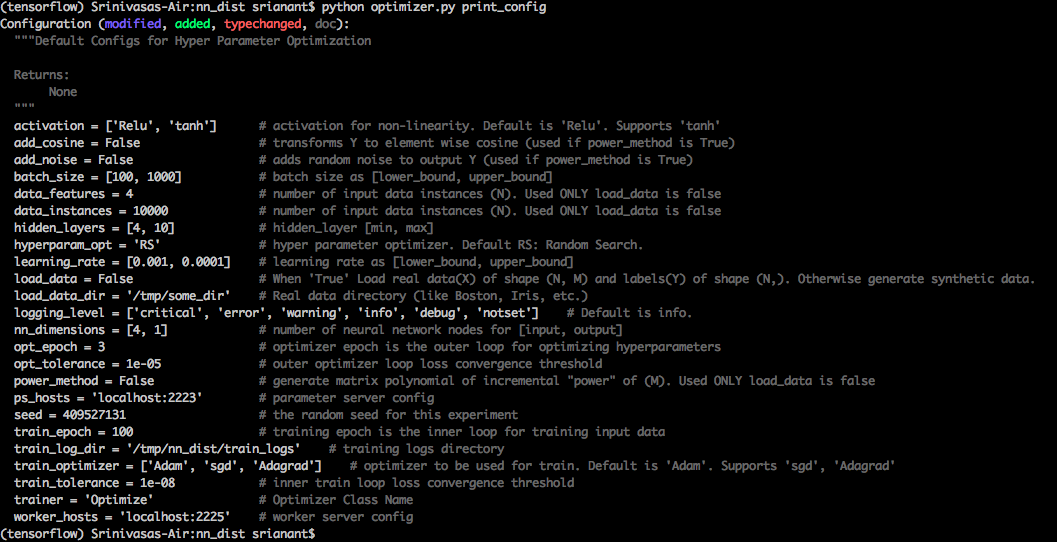 (tensorflow) Srinivasas-Air:nn_dist srianant$ python optimizer.py print_config
Configuration (modified, added, typechanged, doc):
  """Default Configs for Hyper Parameter Optimization

  Returns:
       None
  """
  activation = ['Relu', 'tanh']      # activation for non-linearity. Default is 'Relu'. Supports 'tanh'
  add_cosine = False                 # transforms Y to element wise cosine (used if power_method is True)
  add_noise = False                  # adds random noise to output Y (used if power_method is True)
  batch_size = [100, 1000]           # batch size as [lower_bound, upper_bound]
  data_features = 4                  # number of input data instances (N). Used ONLY load_data is false
  data_instances = 10000             # number of input data instances (N). Used ONLY load_data is false
  hidden_layers = [4, 10]            # hidden_layer [min, max]
  hyperparam_opt = 'RS'              # hyper parameter optimizer. Default RS: Random Search.
  learning_rate = [0.001, 0.0001]    # learning rate as [lower_bound, upper_bound]
  load_data = False                  # When 'True' Load real data(X) of shape (N, M) and labels(Y) of shape (N,). Otherwise generate synthetic data.
  load_data_dir = '/tmp/some_dir'    # Real data directory (like Boston, Iris, etc.)
  logging_level = ['critical', 'error', 'warning', 'info', 'debug', 'notset']    # Default is info.
  nn_dimensions = [4, 1]             # number of neural network nodes for [input, output]
  opt_epoch = 3                      # optimizer epoch is the outer loop for optimizing hyperparameters
  opt_tolerance = 1e-05              # outer optimizer loop loss convergence threshold
  power_method = False               # generate matrix polynomial of incremental "power" of (M). Used ONLY load_data is false
  ps_hosts = 'localhost:2223'        # parameter server config
  seed = 409527131                   # the random seed for this experiment
  train_epoch = 100                  # training epoch is the inner loop for training input data
  train_log_dir = '/tmp/nn_dist/train_logs'    # training logs directory
  train_optimizer = ['Adam', 'sgd', 'Adagrad']    # optimizer to be used for train. Default is 'Adam'. Supports 'sgd', 'Adagrad'
  train_tolerance = 1e-08            # inner train loop loss convergence threshold
  trainer = 'Optimize'               # Optimizer Class Name
  worker_hosts = 'localhost:2225'    # worker server config
(tensorflow) Srinivasas-Air:nn_dist srianant$